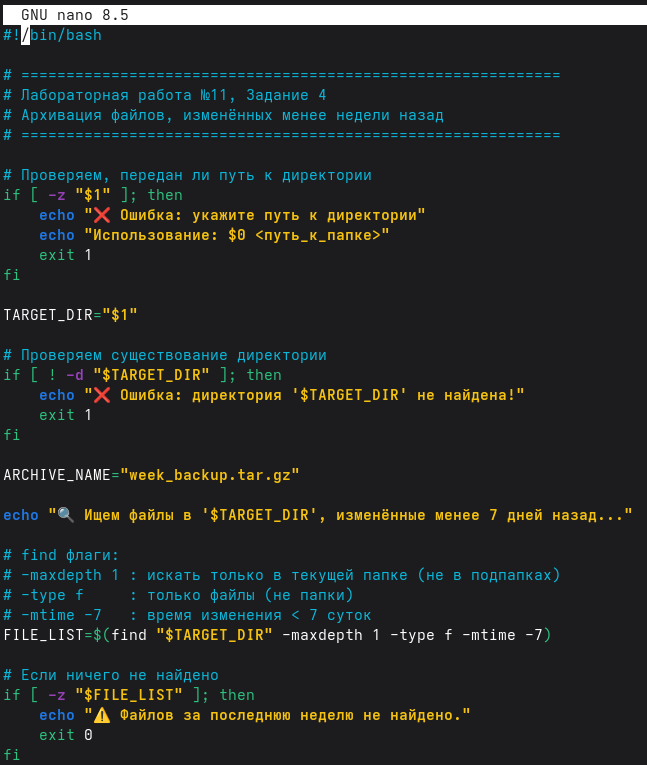 GNU nano 8.5
#!/bin/bash
# ============================================================
# Лабораторная работа №11, Задание 4
# Архивация файлов, изменённых менее недели назад
# ============================================================
# Проверяем, передан ли путь к директории
if [ -z "$1" ]; then
    echo "❌ Ошибка: укажите путь к директории"
    echo "Использование: $0 <путь_к_папке>"
    exit 1
fi
TARGET_DIR="$1"
# Проверяем существование директории
if [ ! -d "$TARGET_DIR" ]; then
    echo "❌ Ошибка: директория '$TARGET_DIR' не найдена!"
    exit 1
fi
ARCHIVE_NAME="week_backup.tar.gz"
echo "🔍 Ищем файлы в '$TARGET_DIR', изменённые менее 7 дней назад..."
# find флаги:
# -maxdepth 1 : искать только в текущей папке (не в подпапках)
# -type f     : только файлы (не папки)
# -mtime -7   : время изменения < 7 суток
FILE_LIST=$(find "$TARGET_DIR" -maxdepth 1 -type f -mtime -7)
# Если ничего не найдено
if [ -z "$FILE_LIST" ]; then
    echo "⚠️ Файлов за последнюю неделю не найдено."
    exit 0
fi